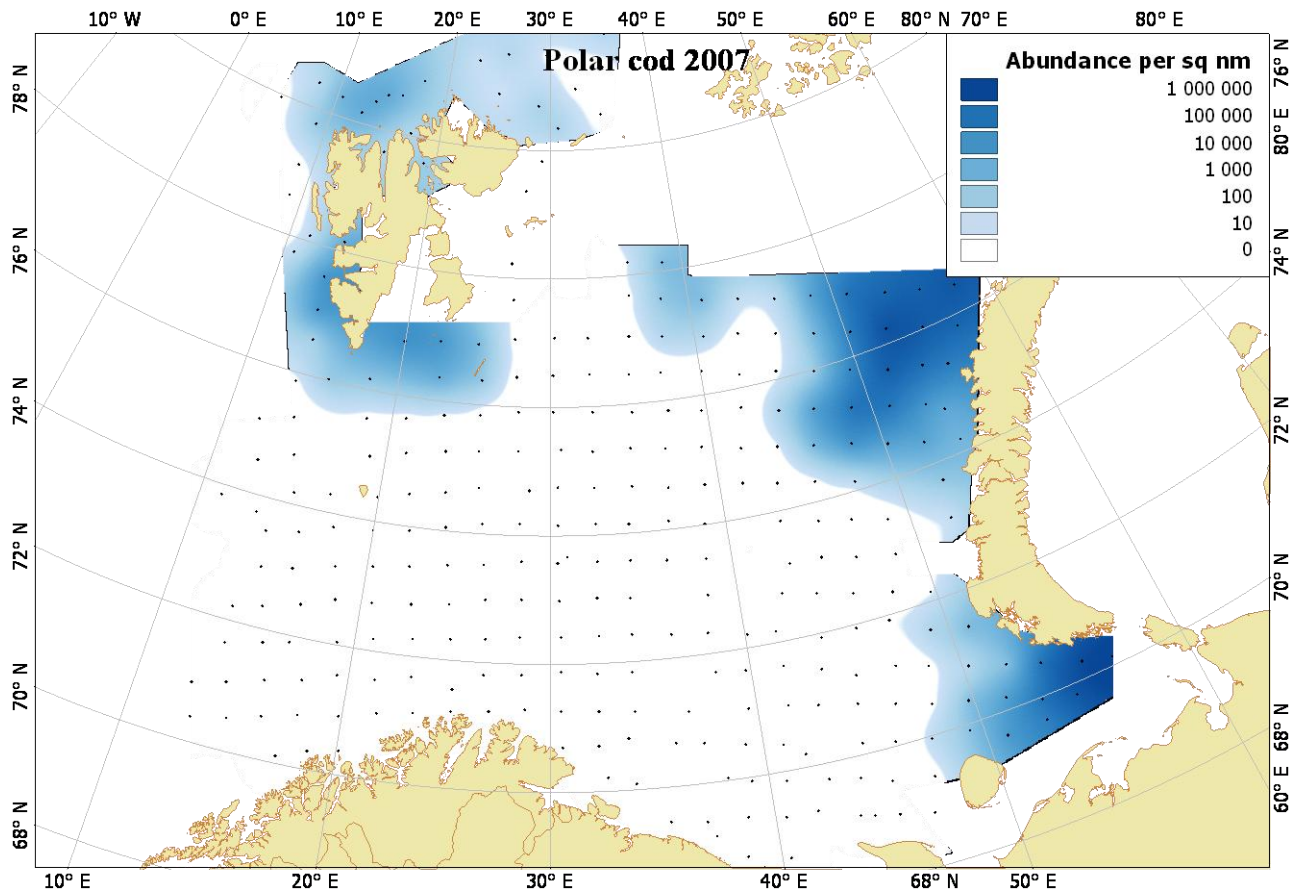 10° W 0° E 10° E 20° E 30° E 40° E 50° E 60° E 80° N 70° E 80° E
Polar cod 2007
Abundance per sq nm
1 000 000
100 000
10 000
1 000
100
10
0
78° N
76° N
74° N
72° N
70° N
68° N
76° N
80° E
74° N
72° N
70° N
68° N
60° E
10° E 20° E 30° E 40° E 68° N 50° E